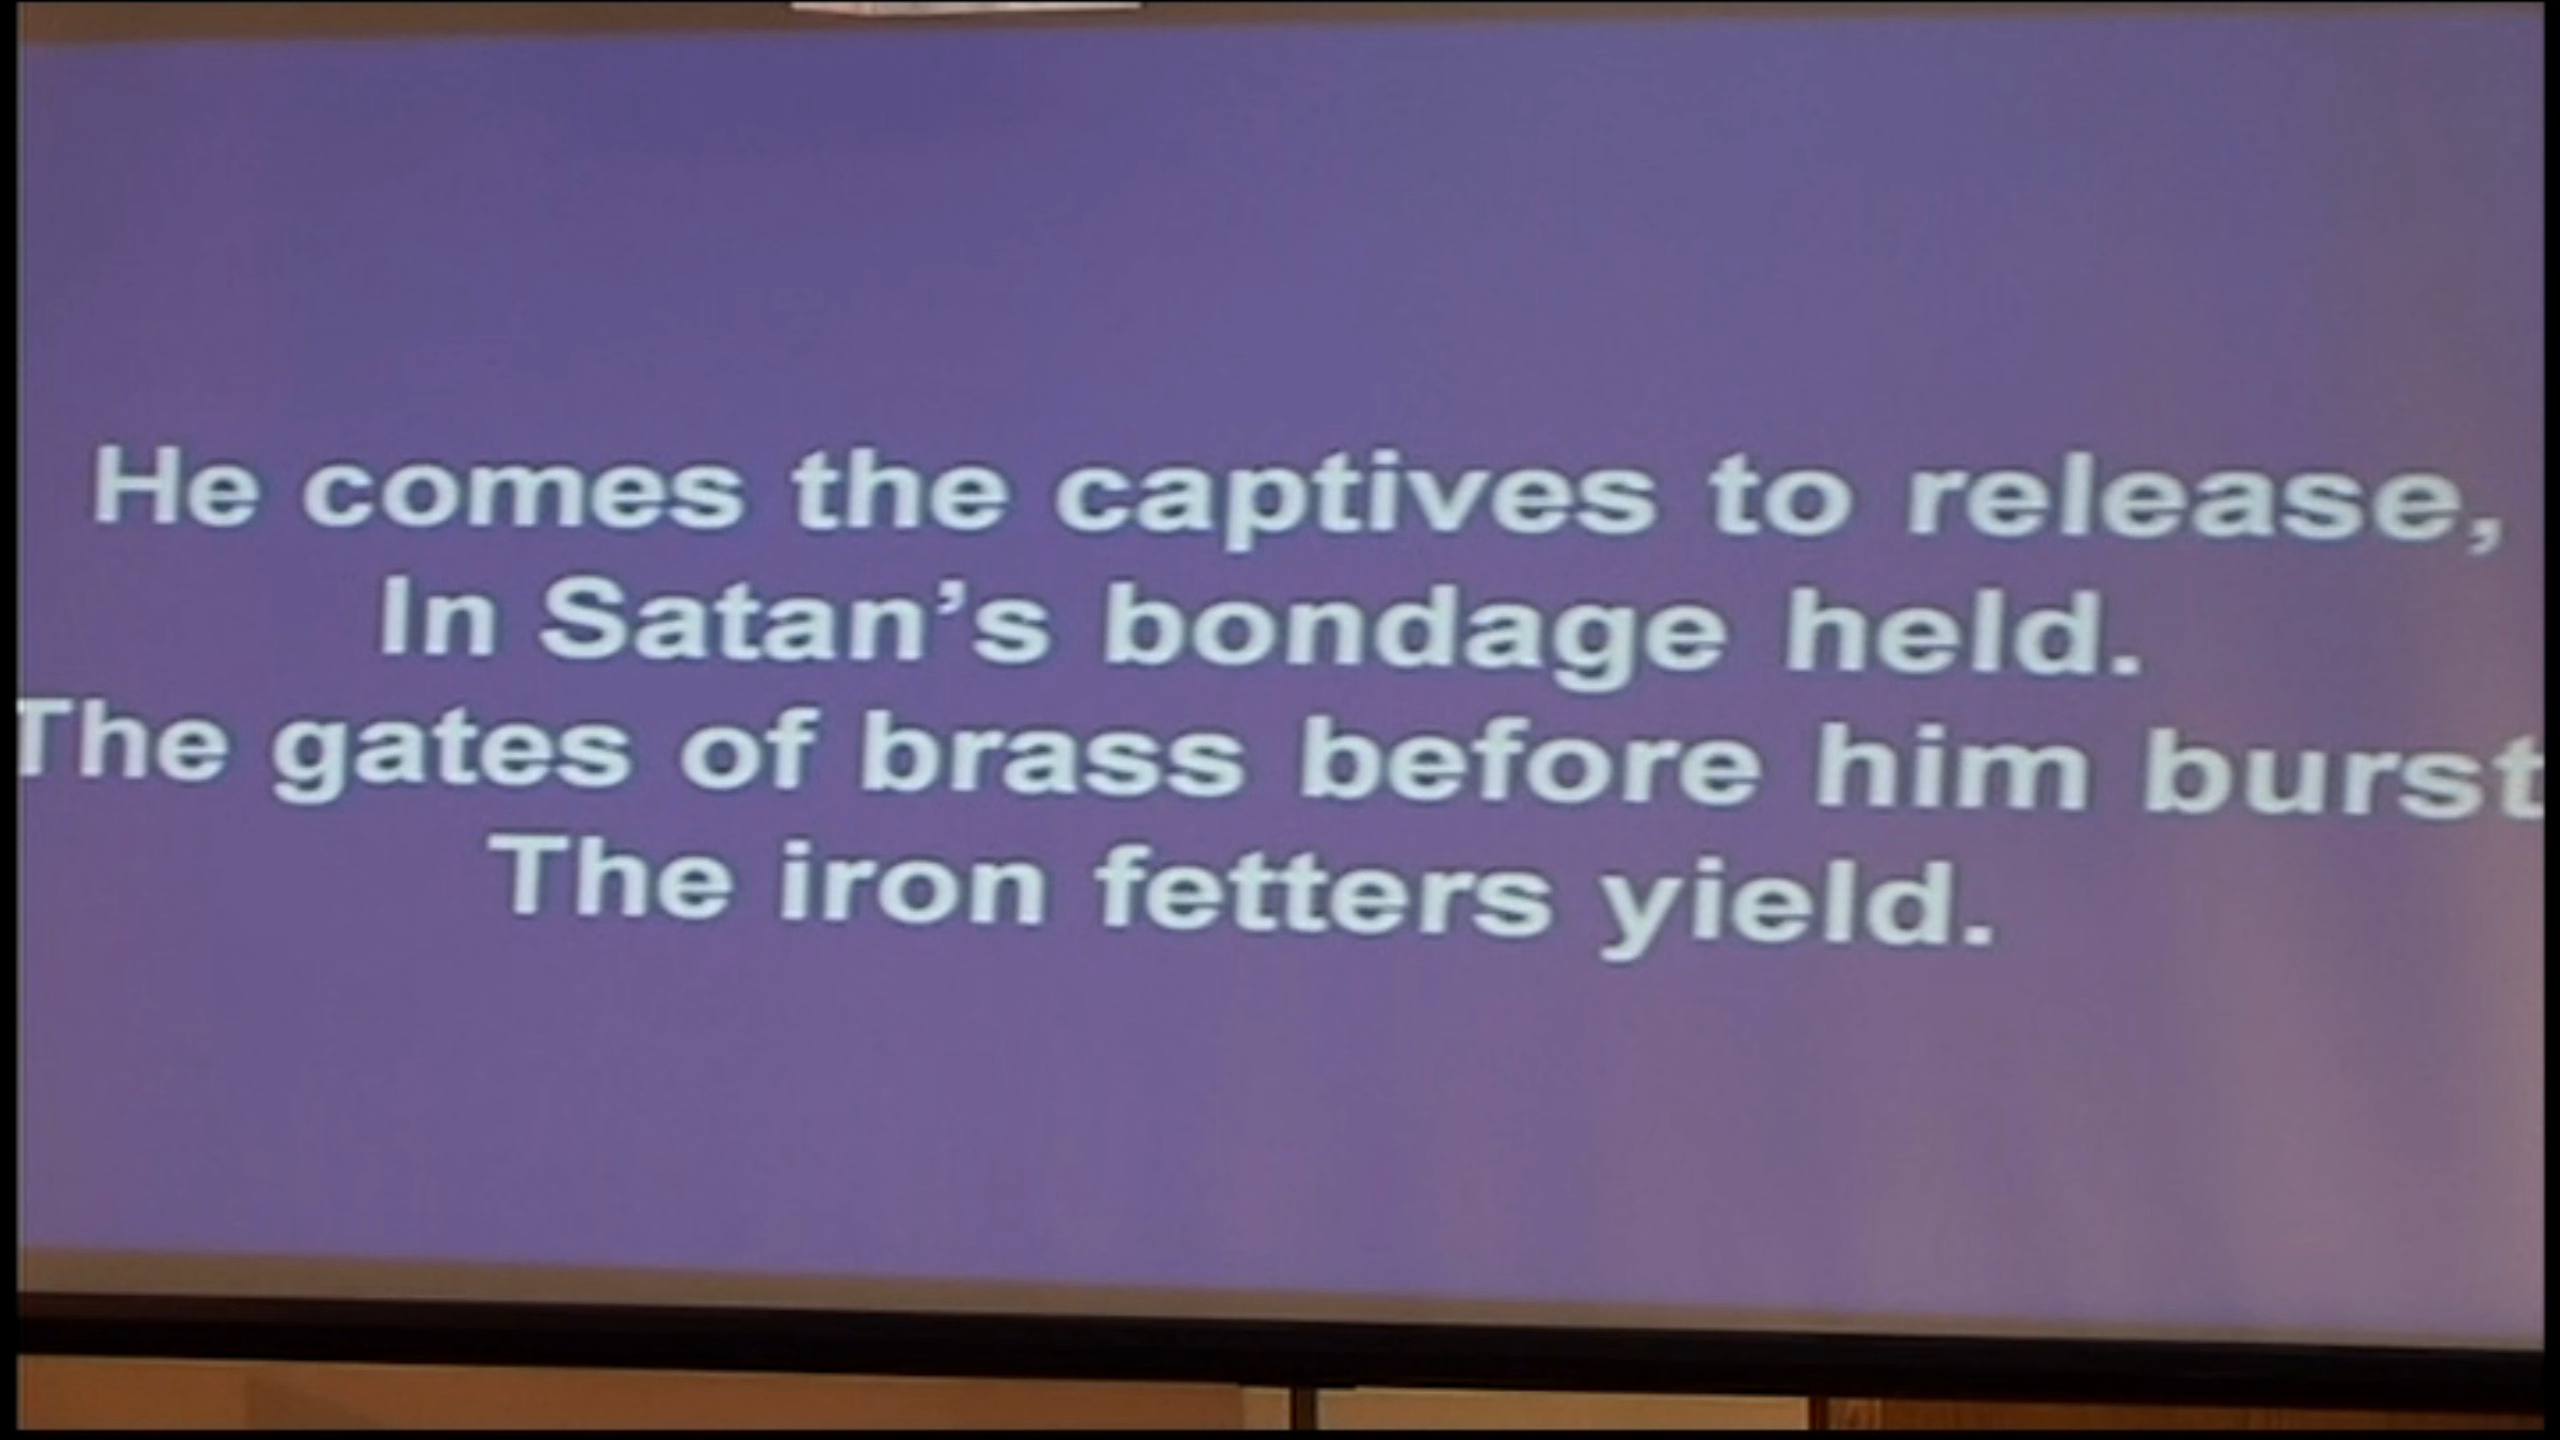 He comes the captives to release,
In Satan’s bondage held.
The gates of brass before him burst
The iron fetters yield.